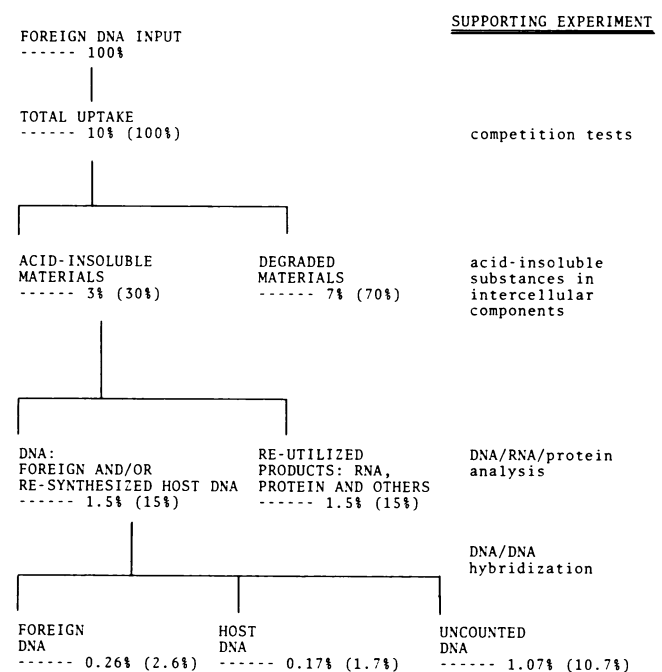 SUPPORTING EXPERIMENT
FOREIGN DNA INPUT
------ 100%
TOTAL UPTAKE
------ 10% (100%)
competition tests
ACID-INSOLUBLE
MATERIALS
------ 3% (30%)
DEGRADED
MATERIALS
------ 7% (70%)
acid-insoluble
substances in
intercellular
components
DNA:
FOREIGN AND/OR
RE-SYNTHESIZED HOST DNA
------ 1.5% (15%)
RE-UTILIZED
PRODUCTS: RNA,
PROTEIN AND OTHERS
------ 1.5% (15%)
DNA/RNA/protein
analysis
DNA/DNA
hybridization
FOREIGN
DNA
------ 0.26% (2.6%)
HOST
DNA
------ 0.17% (1.7%)
UNCOUNTED
DNA
------ 1.07% (10.7%)